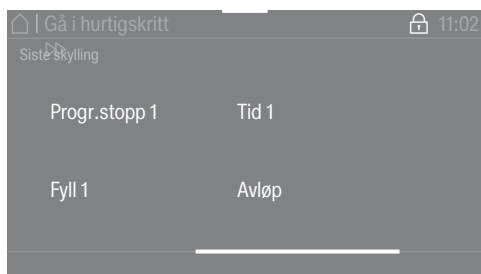 Gå i hurtigskritt 11:02
Siste skylling
Progr.stopp 1 Tid 1
Fyll 1 Avløp